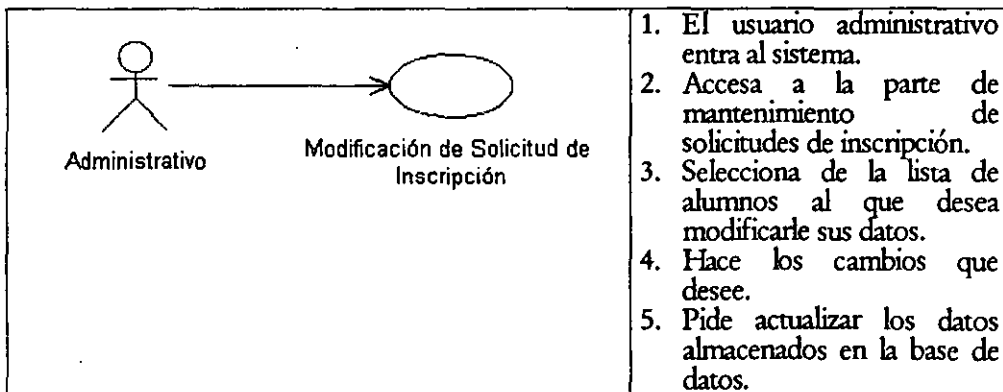 Administrativo
Modificación de Solicitud de
Inscripción
1. El usuario administrativo
entra al sistema.
2. Accesa a la parte de
mantenimiento de
solicitudes de inscripción.
3. Selecciona de la lista de
alumnos al que desea
modificarle sus datos.
4. Hace los cambios que
desee.
5. Pide actualizar los datos
almacenados en la base de
datos.